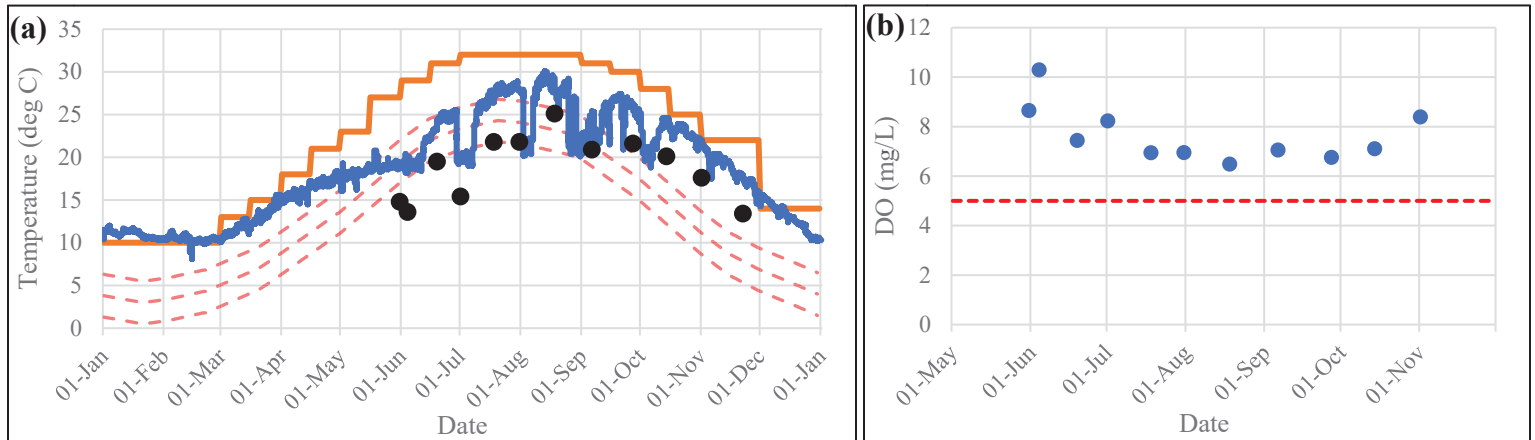 (a)
Temperature (deg C)
35
30
25
20
15
10
5
0
01-Jan
01-Feb
01-Mar
01-Apr
01-May
01-Jun
01-Jul
01-Aug
01-Sep
01-Oct
01-Nov
01-Dec
01-Jan
Date
(b)
DO (mg/L)
12
10
8
6
4
2
0
01-May
01-Jun
01-Jul
01-Aug
01-Sep
01-Oct
01-Nov
Date